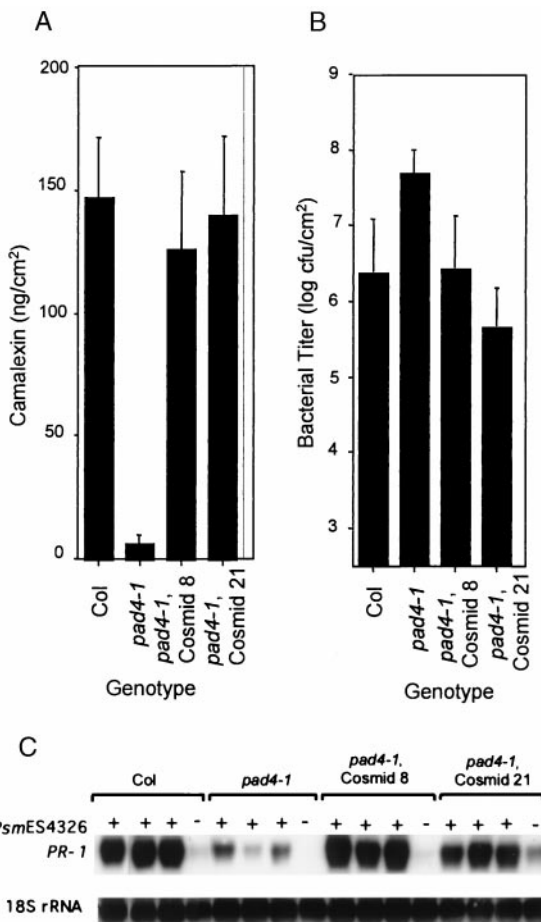 A
Camalexin (ng/cm²)
200
150
100
50
0
Col
pad4-1
pad4-1, Cosmid 8
pad4-1, Cosmid 21
Genotype
B
Bacterial Titer (log cfu/cm²)
9
8
7
6
5
4
3
Col
pad4-1
pad4-1, Cosmid 8
pad4-1, Cosmid 21
Genotype
C
Col pad4-1 pad4-1, Cosmid 8 pad4-1, Cosmid 21
PsmES4326 + + + - + + + - + + + - + + + -
PR-1
18S rRNA